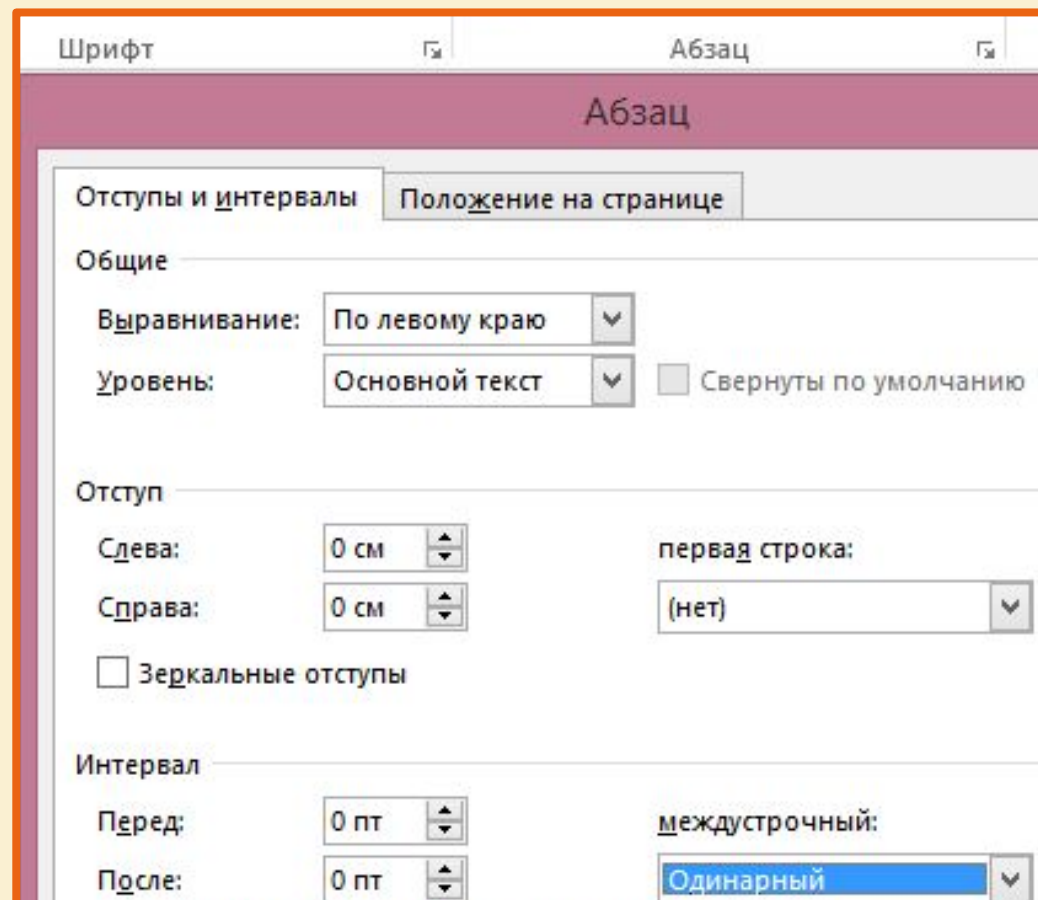 Шрифт Абзац
Абзац
Отступы и интервалы Положение на странице
Общие
Выравнивание: По левому краю
Уровень: Основной текст Свернуты по умолчанию
Отступ
Слева: 0 см первая строка:
Справа: 0 см (нет)
Зеркальные отступы
Интервал
Перед: 0 пт междустрочный:
После: 0 пт Одинарный